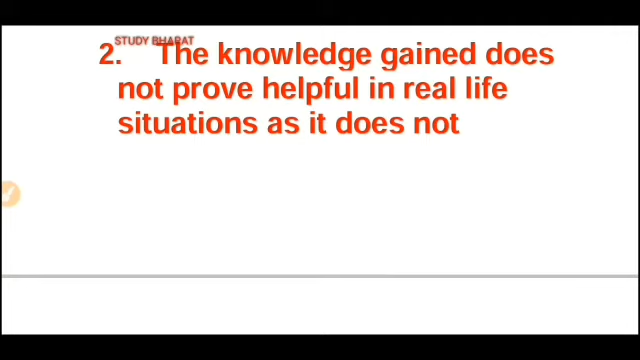 STUDY BHARAT
2. The knowledge gained does
not prove helpful in real life
situations as it does not